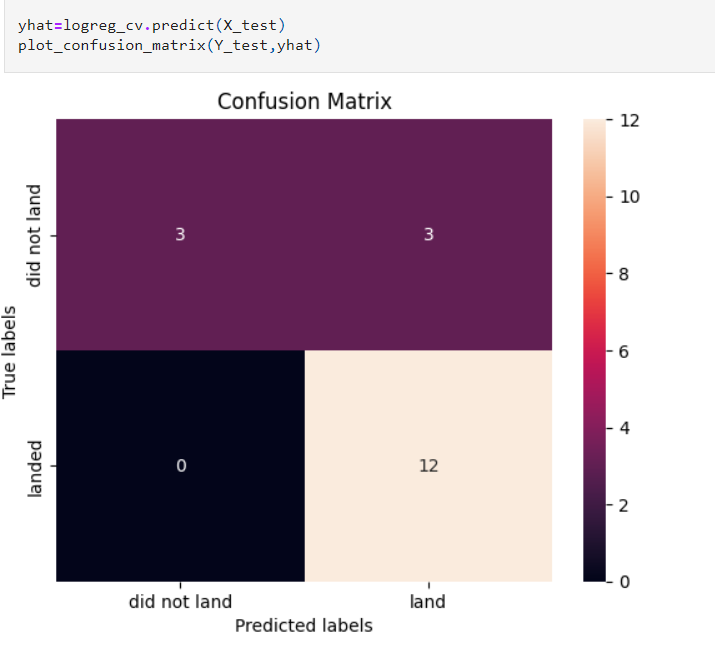 yhat=logreg_cv.predict(X_test)
plot_confusion_matrix(Y_test,yhat)
Confusion Matrix
12
10
8
6
4
2
0
True labels
did not land
landed
3
3
0
12
did not land
land
Predicted labels